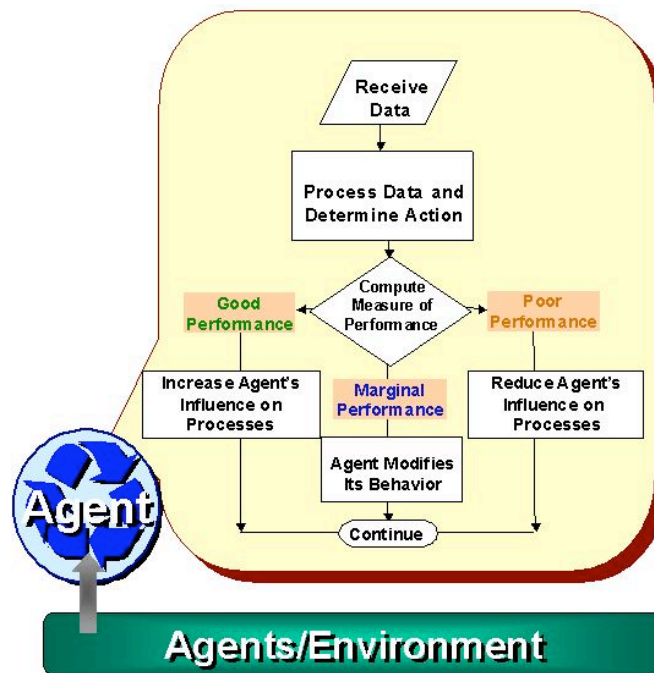 Receive
Data
Process Data and
Determine Action
Compute
Measure of
Performance
Good
Performance
Poor
Performance
Marginal
Performance
Increase Agent's
Influence on
Processes
Reduce Agent's
Influence on
Processes
Agent Modifies
Its Behavior
Continue
Agent
Agents/Environment